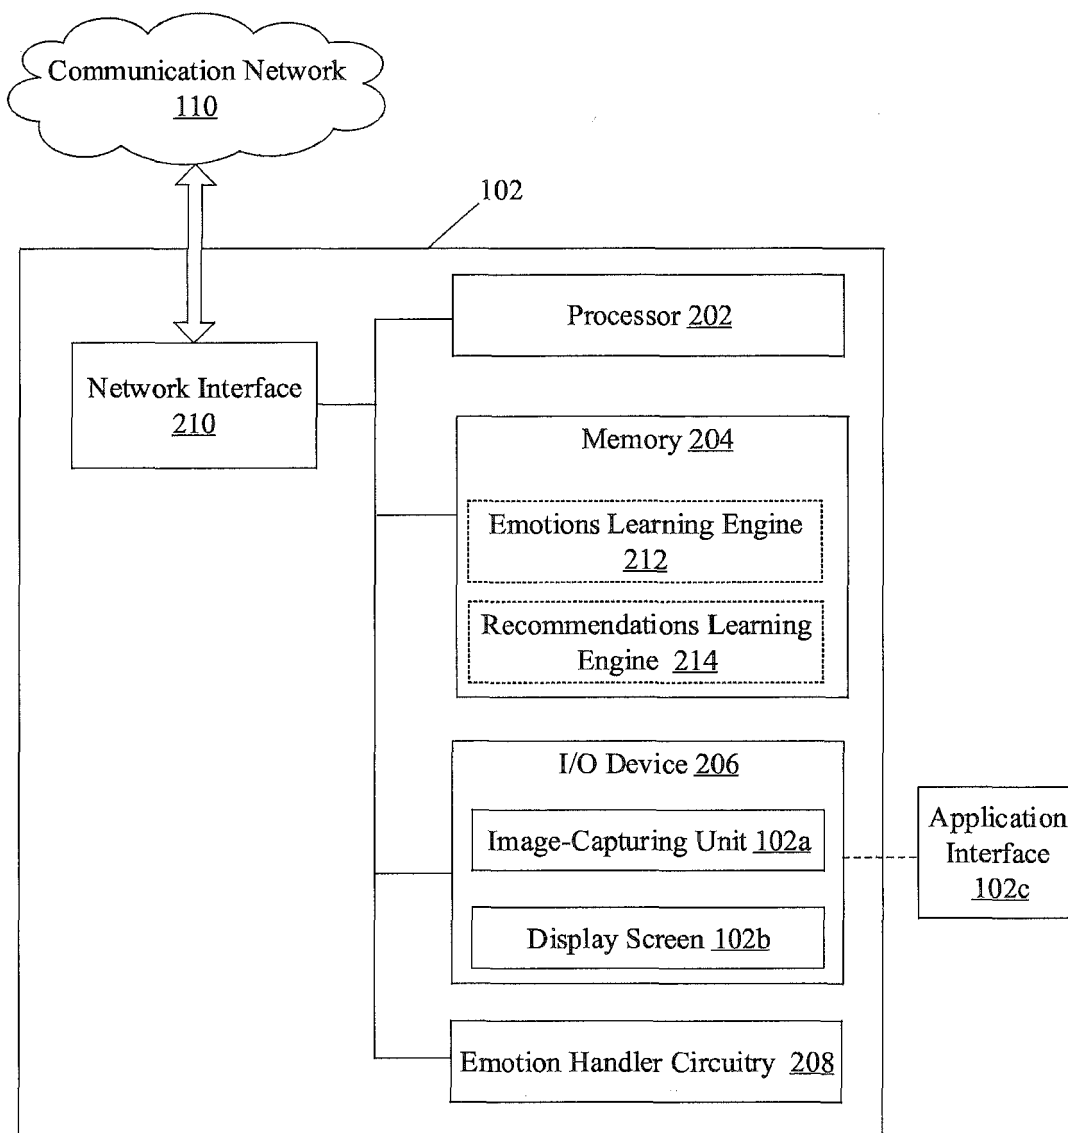 Communication Network
110
102
Processor 202
Network Interface
210
Memory 204
Emotions Learning Engine
212
Recommendations Learning
Engine 214
I/O Device 206
Image-Capturing Unit 102a
Display Screen 102b
Application
Interface
102c
Emotion Handler Circuitry 208